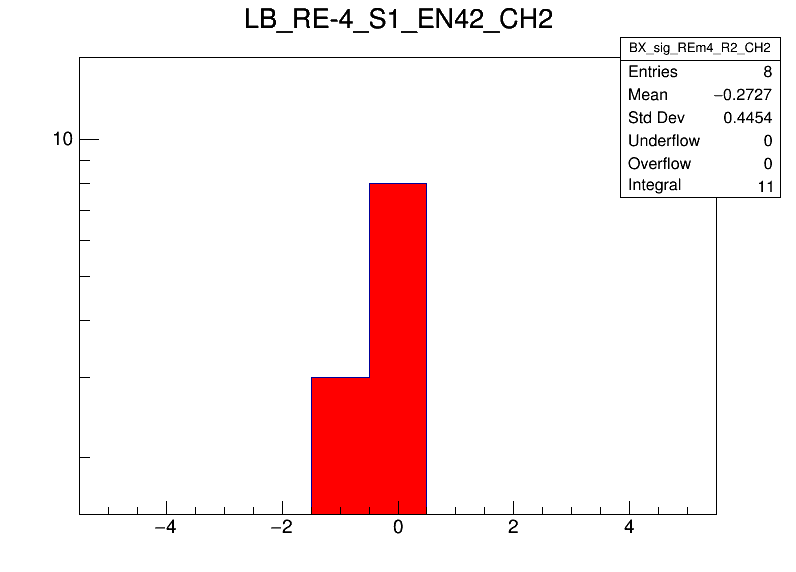 LB_RE-4_S1_EN42_CH2
BX_sig_REm4_R2_CH2
Entries 8
Mean −0.2727
Std Dev 0.4454
Underflow 0
Overflow 0
Integral 11
10
−4 −2 0 2 4